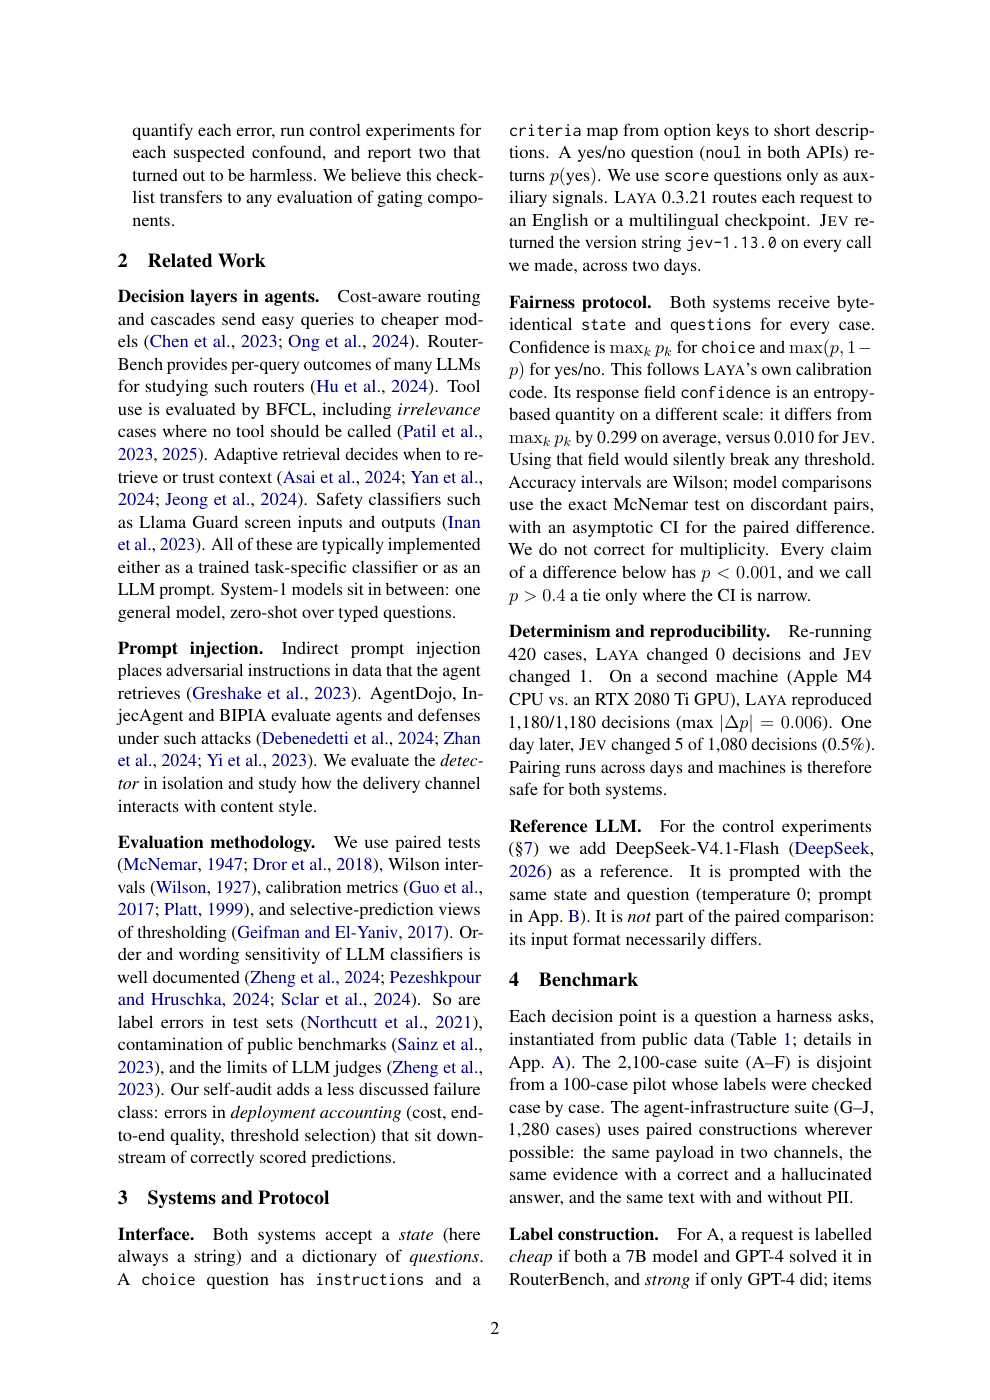 quantify each error, run control experiments for
each suspected confound, and report two that
turned out to be harmless. We believe this check-
list transfers to any evaluation of gating compo-
nents.
2 Related Work
Decision layers in agents. Cost-aware routing
and cascades send easy queries to cheaper mod-
els (Chen et al., 2023; Ong et al., 2024). Router-
Bench provides per-query outcomes of many LLMs
for studying such routers (Hu et al., 2024). Tool
use is evaluated by BFCL, including irrelevance
cases where no tool should be called (Patil et al.,
2023, 2025). Adaptive retrieval decides when to re-
trieve or trust context (Asai et al., 2024; Yan et al.,
2024; Jeong et al., 2024). Safety classifiers such
as Llama Guard screen inputs and outputs (Inan
et al., 2023). All of these are typically implemented
either as a trained task-specific classifier or as an
LLM prompt. System-1 models sit in between: one
general model, zero-shot over typed questions.
Prompt injection. Indirect prompt injection
places adversarial instructions in data that the agent
retrieves (Greshake et al., 2023). AgentDojo, In-
jecAgent and BIPIA evaluate agents and defenses
under such attacks (Debenedetti et al., 2024; Zhan
et al., 2024; Yi et al., 2023). We evaluate the detec-
tor in isolation and study how the delivery channel
interacts with content style.
Evaluation methodology. We use paired tests
(McNemar, 1947; Dror et al., 2018), Wilson inter-
vals (Wilson, 1927), calibration metrics (Guo et al.,
2017; Platt, 1999), and selective-prediction views
of thresholding (Geifman and El-Yaniv, 2017). Or-
der and wording sensitivity of LLM classifiers is
well documented (Zheng et al., 2024; Pezeshkpour
and Hruschka, 2024; Sclar et al., 2024). So are
label errors in test sets (Northcutt et al., 2021),
contamination of public benchmarks (Sainz et al.,
2023), and the limits of LLM judges (Zheng et al.,
2023). Our self-audit adds a less discussed failure
class: errors in deployment accounting (cost, end-
to-end quality, threshold selection) that sit down-
stream of correctly scored predictions.
3 Systems and Protocol
Interface. Both systems accept a state (here
always a string) and a dictionary of questions.
A choice question has instructions and a
criteria map from option keys to short descrip-
tions. A yes/no question (noul in both APIs) re-
turns p(yes). We use score questions only as aux-
iliary signals. LAYA 0.3.21 routes each request to
an English or a multilingual checkpoint. JEV re-
turned the version string jev-1.13.0 on every call
we made, across two days.
Fairness protocol. Both systems receive byte-
identical state and questions for every case.
Confidence is maxₖ pₖ for choice and max(p, 1−
p) for yes/no. This follows LAYA's own calibration
code. Its response field confidence is an entropy-
based quantity on a different scale: it differs from
maxₖ pₖ by 0.299 on average, versus 0.010 for JEV.
Using that field would silently break any threshold.
Accuracy intervals are Wilson; model comparisons
use the exact McNemar test on discordant pairs,
with an asymptotic CI for the paired difference.
We do not correct for multiplicity. Every claim
of a difference below has p < 0.001, and we call
p > 0.4 a tie only where the CI is narrow.
Determinism and reproducibility. Re-running
420 cases, LAYA changed 0 decisions and JEV
changed 1. On a second machine (Apple M4
CPU vs. an RTX 2080 Ti GPU), LAYA reproduced
1,180/1,180 decisions (max |Δp| = 0.006). One
day later, JEV changed 5 of 1,080 decisions (0.5%).
Pairing runs across days and machines is therefore
safe for both systems.
Reference LLM. For the control experiments
(§7) we add DeepSeek-V4.1-Flash (DeepSeek,
2026) as a reference. It is prompted with the
same state and question (temperature 0; prompt
in App. B). It is not part of the paired comparison:
its input format necessarily differs.
4 Benchmark
Each decision point is a question a harness asks,
instantiated from public data (Table 1; details in
App. A). The 2,100-case suite (A–F) is disjoint
from a 100-case pilot whose labels were checked
case by case. The agent-infrastructure suite (G–J,
1,280 cases) uses paired constructions wherever
possible: the same payload in two channels, the
same evidence with a correct and a hallucinated
answer, and the same text with and without PII.
Label construction. For A, a request is labelled
cheap if both a 7B model and GPT-4 solved it in
RouterBench, and strong if only GPT-4 did; items
2